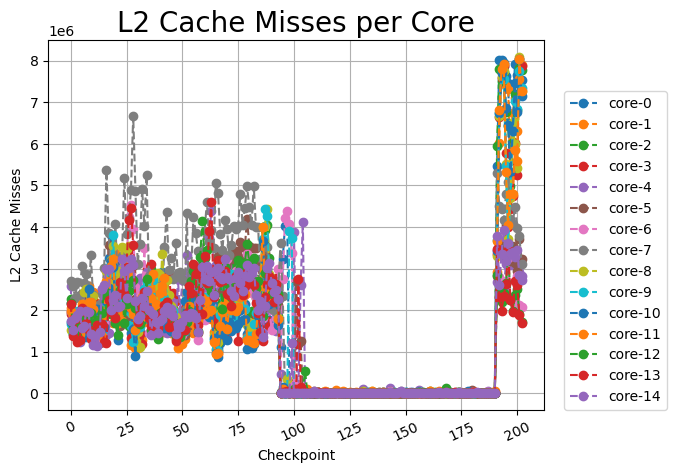 L2 Cache Misses per Core
1e6
8
7
6
5
4
3
2
1
0
L2 Cache Misses
0 25 50 75 100 125 150 175 200
Checkpoint
core-0
core-1
core-2
core-3
core-4
core-5
core-6
core-7
core-8
core-9
core-10
core-11
core-12
core-13
core-14